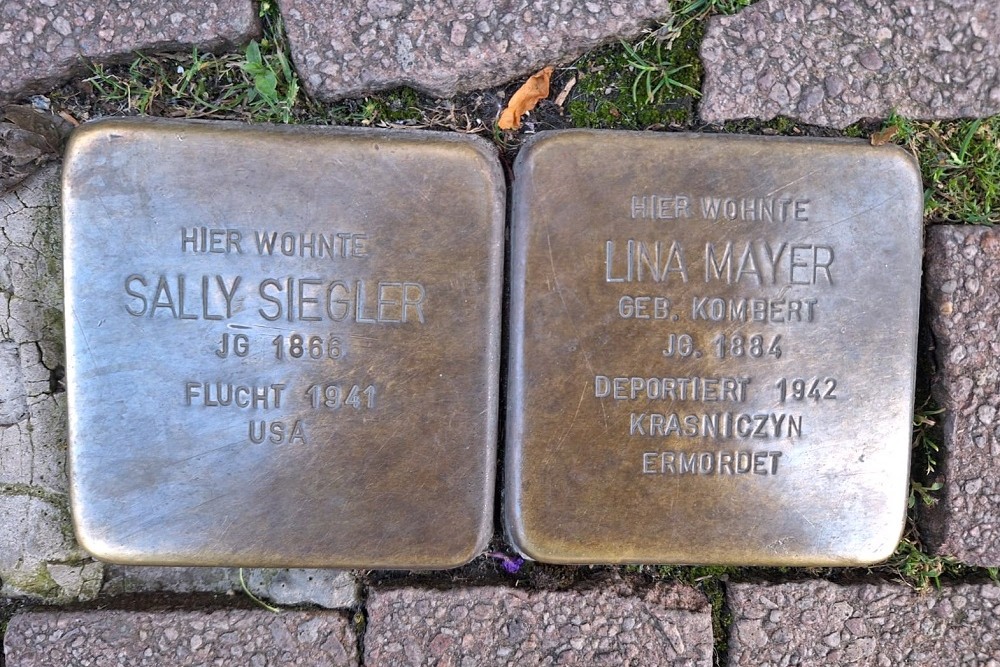 HIER WOHNTE
SALLY SIEGLER
JG 1866
FLUCHT 1941
USA
HIER WOHNTE
LINA MAYER
GEB. KOMBERT
JG. 1884
DEPORTIERT 1942
KRASNICZYN
ERMORDET